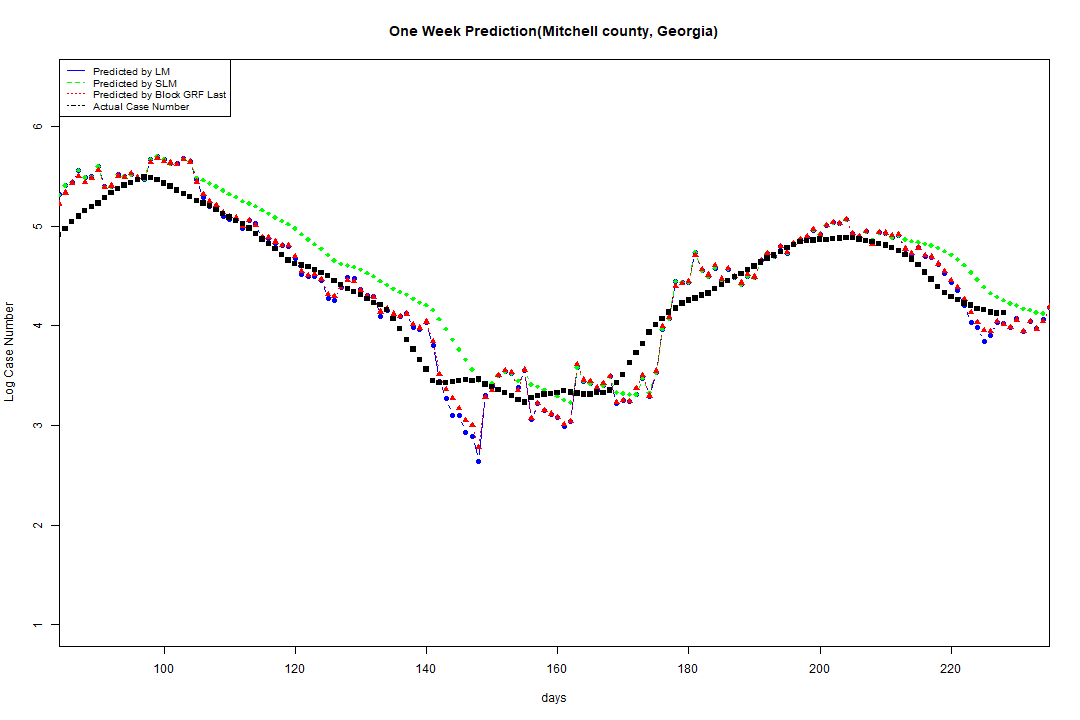 One Week Prediction(Mitchell county, Georgia)
Predicted by LM
Predicted by SLM
Predicted by Block GRF Last
Actual Case Number
6
5
4
3
2
1
Log Case Number
100 120 140 160 180 200 220
days